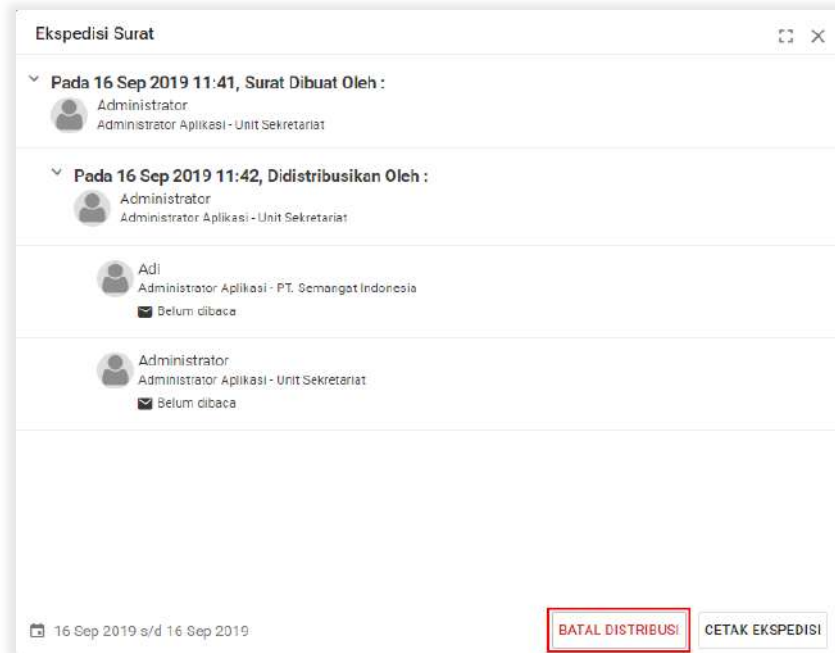 Ekspedisi Surat
Pada 16 Sep 2019 11:41, Surat Dibuat Oleh :
Administrator
Administrator Aplikasi - Unit Sekretariat
Pada 16 Sep 2019 11:42, Didistribusikan Oleh :
Administrator
Administrator Aplikasi - Unit Sekretariat
Adi
Administrator Aplikasi - PT. Semangat Indonesia
Belum dibaca
Administrator
Administrator Aplikasi - Unit Sekretariat
Belum dibaca
16 Sep 2019 s/d 16 Sep 2019
BATAL DISTRIBUSI
CETAK EKSPEDISI